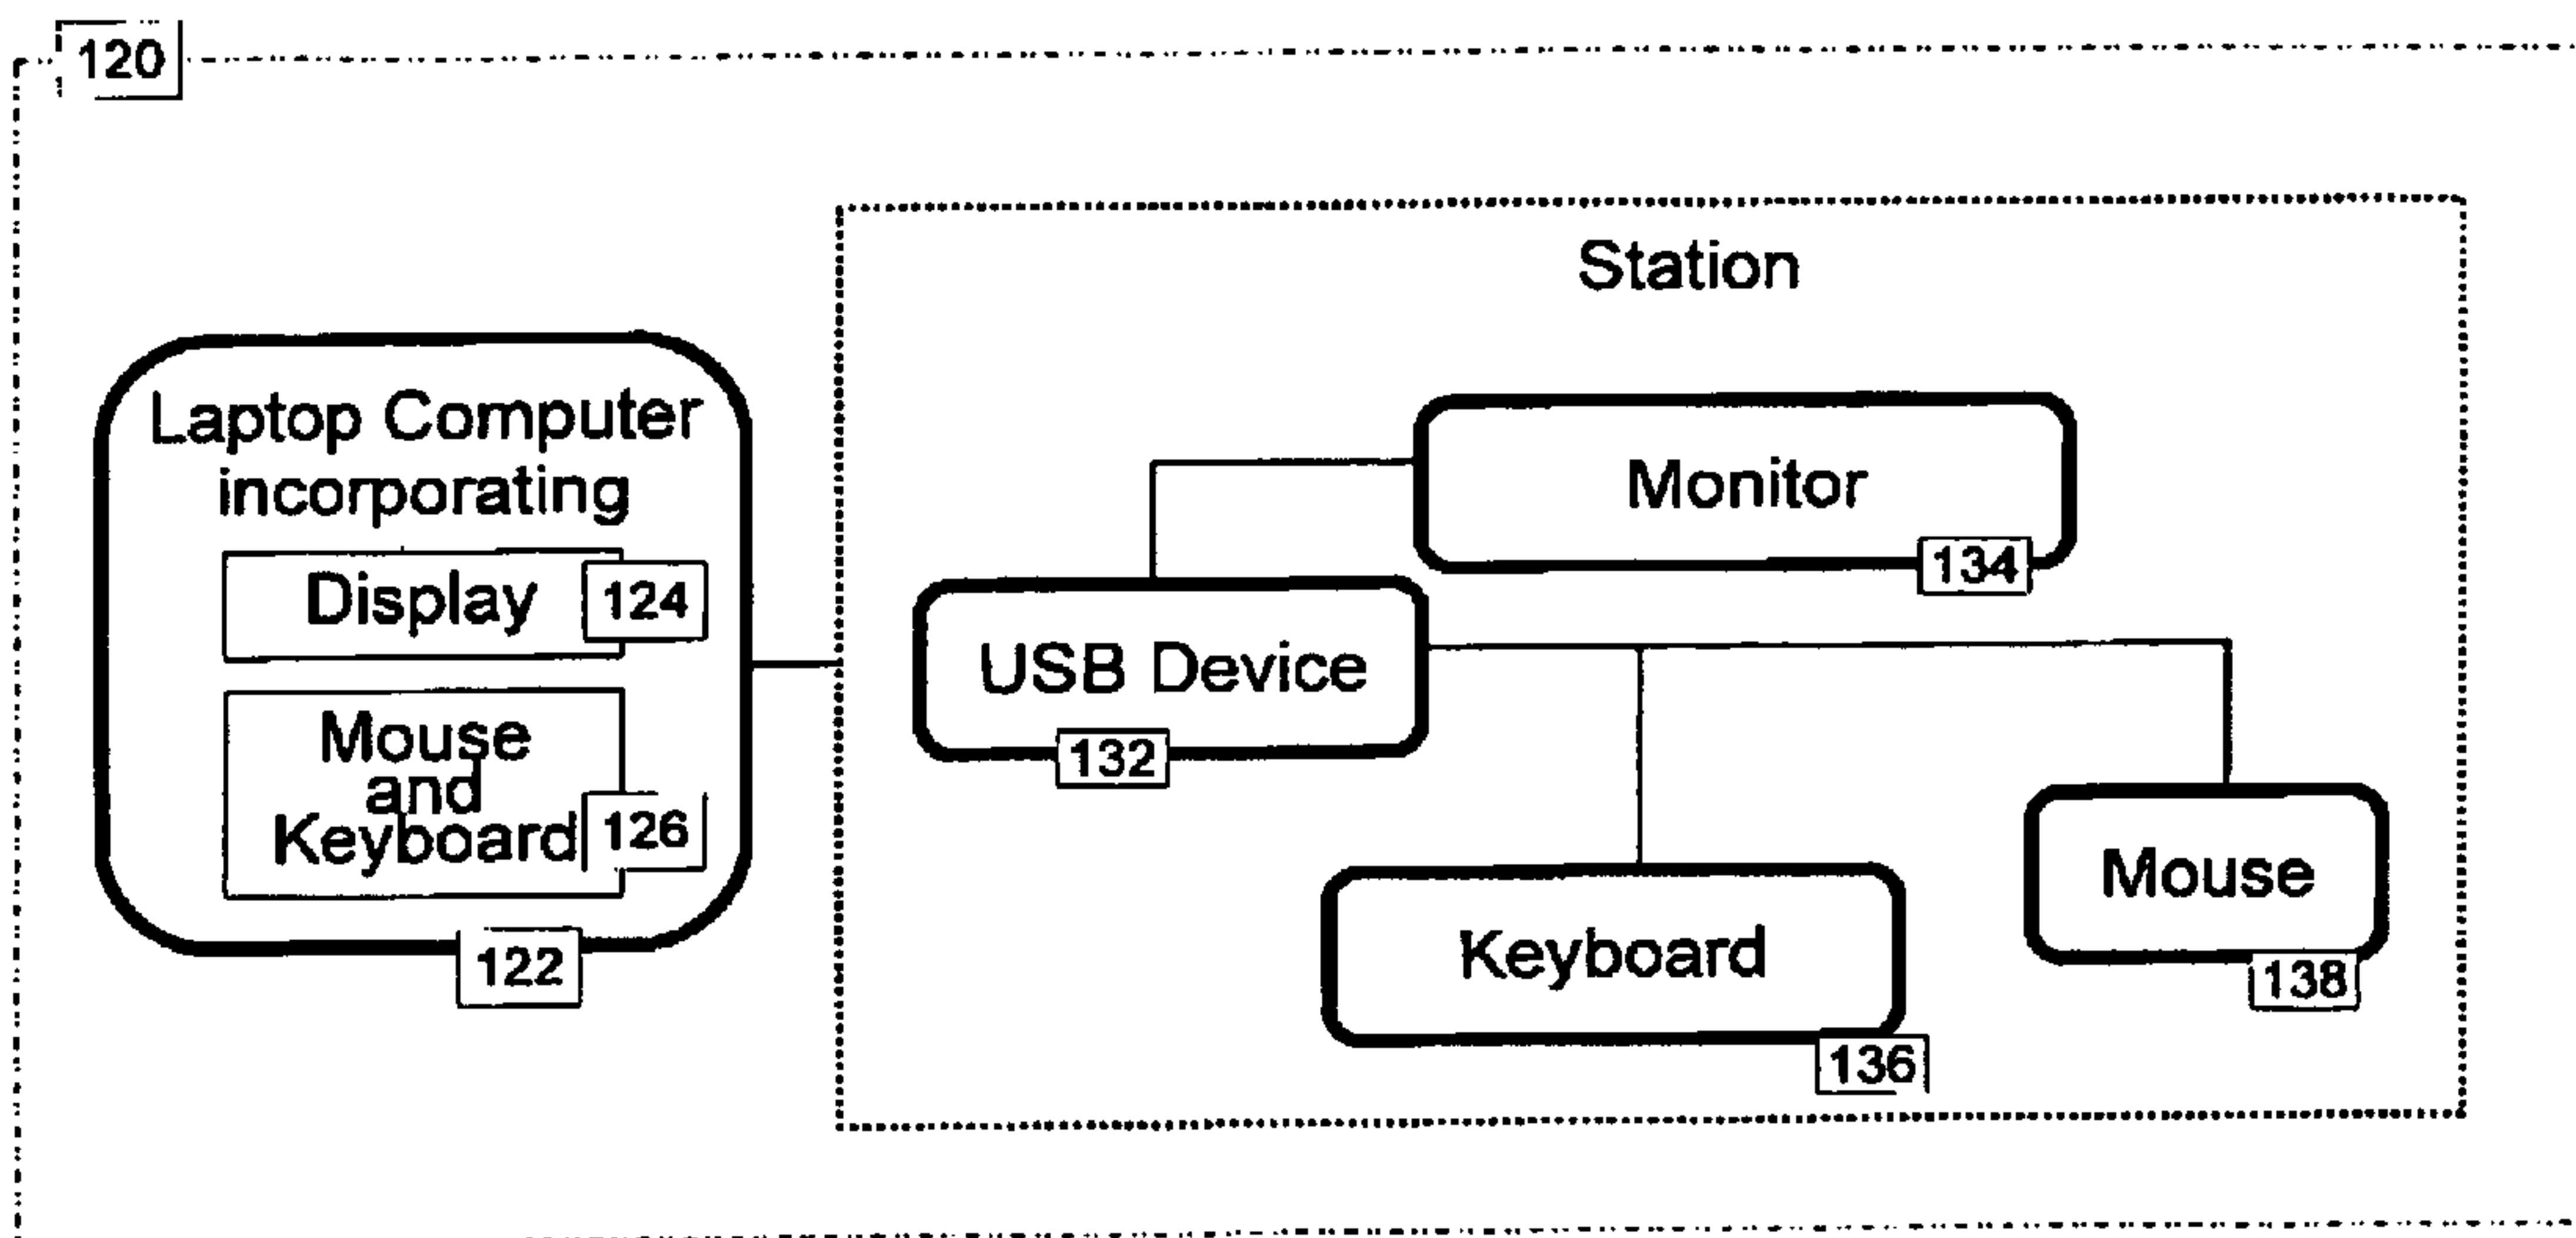 120
Station
Laptop Computer
incorporating
Display
124
Mouse
and
Keyboard
126
122
Monitor
134
USB Device
132
Keyboard
136
Mouse
138